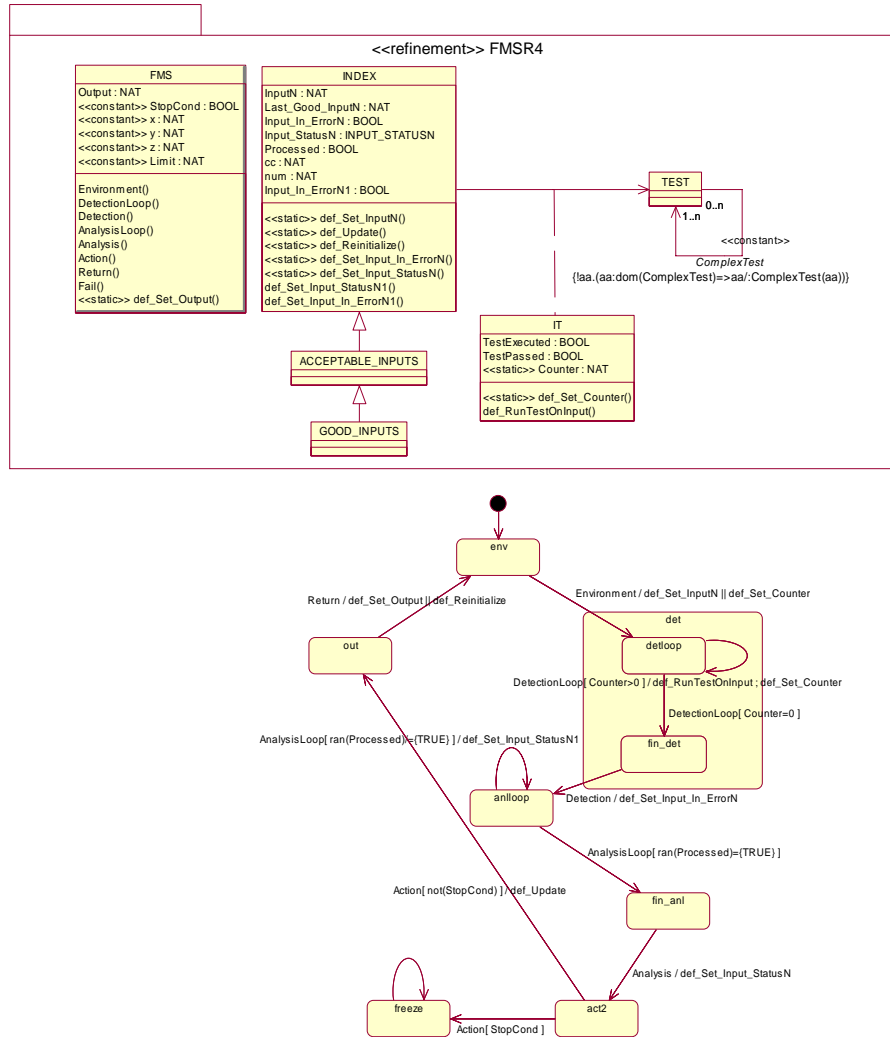 <<refinement>> FMSR4
FMS
Output : NAT
<<constant>> StopCond : BOOL
<<constant>> x : NAT
<<constant>> y : NAT
<<constant>> z : NAT
<<constant>> Limit : NAT
Environment()
DetectionLoop()
Detection()
AnalysisLoop()
Analysis()
Action()
Return()
Fail()
<<static>> def_Set_Output()
INDEX
InputN : NAT
Last_Good_InputN : NAT
Input_In_ErrorN : BOOL
Input_StatusN : INPUT_STATUSN
Processed : BOOL
cc : NAT
num : NAT
Input_In_ErrorN1 : BOOL
<<static>> def_Set_InputN()
<<static>> def_Update()
<<static>> def_Reinitialize()
<<static>> def_Set_Input_In_ErrorN()
<<static>> def_Set_Input_StatusN()
def_Set_Input_StatusN1()
def_Set_Input_In_ErrorN1()
TEST
0..n
1..n
<<constant>>
ComplexTest
{!aa.(aa:dom(ComplexTest)=>aa/:ComplexTest(aa))}
IT
TestExecuted : BOOL
TestPassed : BOOL
<<static>> Counter : NAT
<<static>> def_Set_Counter()
def_RunTestOnInput()
ACCEPTABLE_INPUTS
GOOD_INPUTS
env
Return / def_Set_Output || def_Reinitialize
Environment / def_Set_InputN || def_Set_Counter
det
out
detloop
DetectionLoop[ Counter>0 ] / def_RunTestOnInput ; def_Set_Counter
DetectionLoop[ Counter=0 ]
AnalysisLoop[ ran(Processed)/={TRUE} ] / def_Set_Input_StatusN1
fin_det
anlloop
Detection / def_Set_Input_In_ErrorN
AnalysisLoop[ ran(Processed)={TRUE} ]
Action[ not(StopCond) ] / def_Update
fin_anl
Analysis / def_Set_Input_StatusN
freeze
act2
Action[ StopCond ]